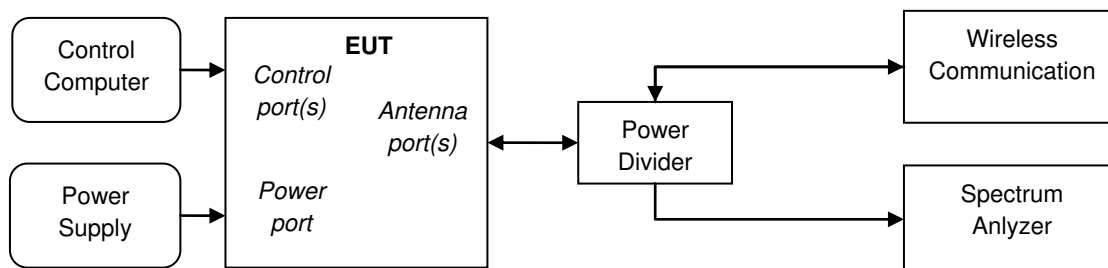 Control
Computer
Power
Supply
EUT
Control
port(s)
Antenna
port(s)
Power
port
Power
Divider
Wireless
Communication
Spectrum
Anlyzer